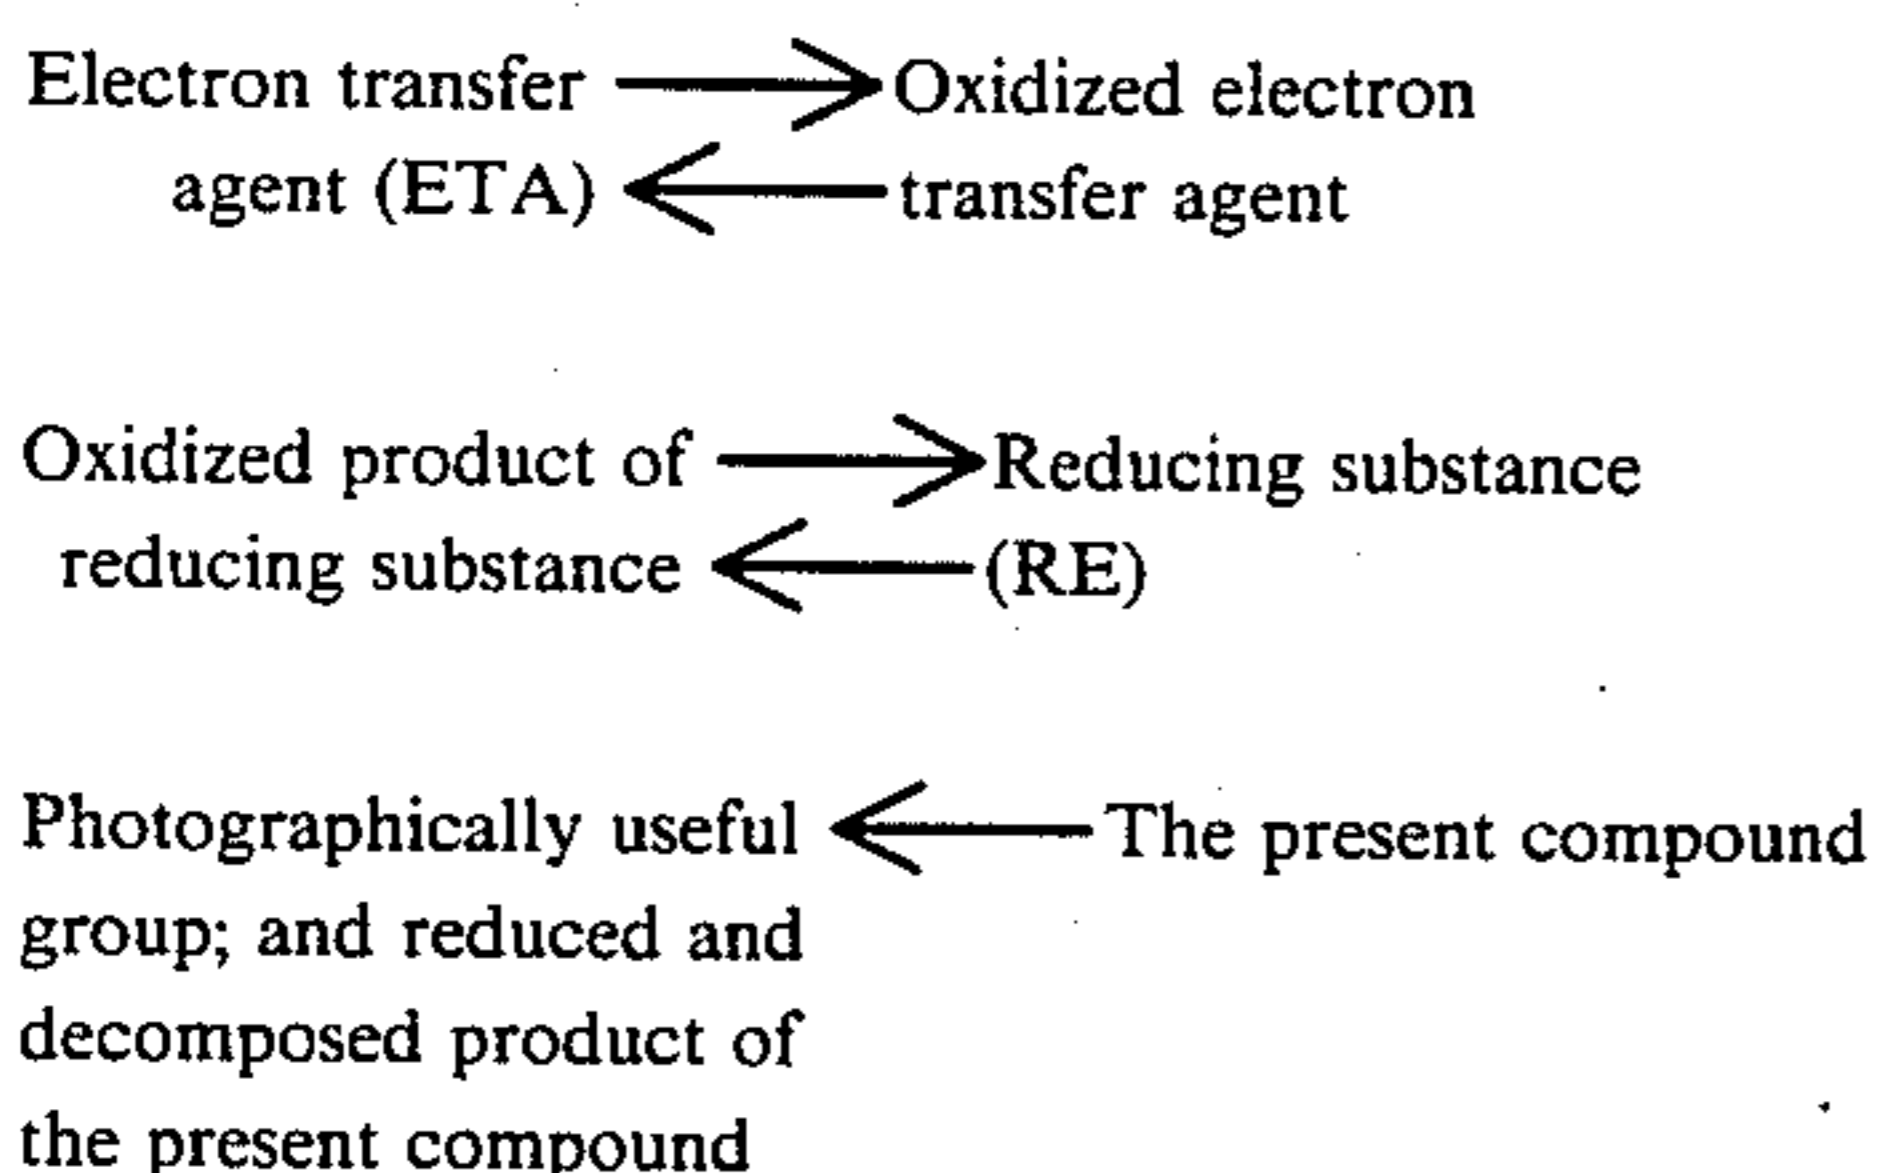 Electron transfer ⟶ Oxidized electron
agent (ETA) ⟵ transfer agent
Oxidized product of ⟶ Reducing substance
reducing substance ⟵ (RE)
Photographically useful ⟵ The present compound
group; and reduced and
decomposed product of
the present compound